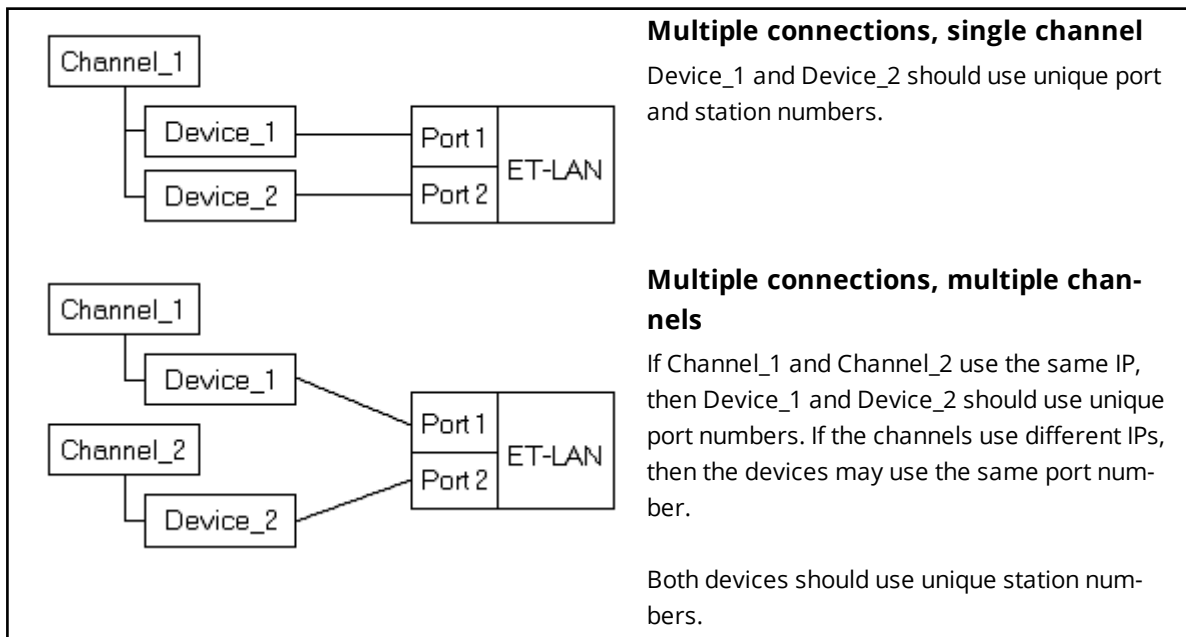 Channel_1
Device_1
Device_2
Port 1
Port 2
ET-LAN
Multiple connections, single channel
Device_1 and Device_2 should use unique port
and station numbers.
Channel_1
Device_1
Channel_2
Device_2
Port 1
Port 2
ET-LAN
Multiple connections, multiple chan-
nels
If Channel_1 and Channel_2 use the same IP,
then Device_1 and Device_2 should use unique
port numbers. If the channels use different IPs,
then the devices may use the same port num-
ber.
Both devices should use unique station num-
bers.